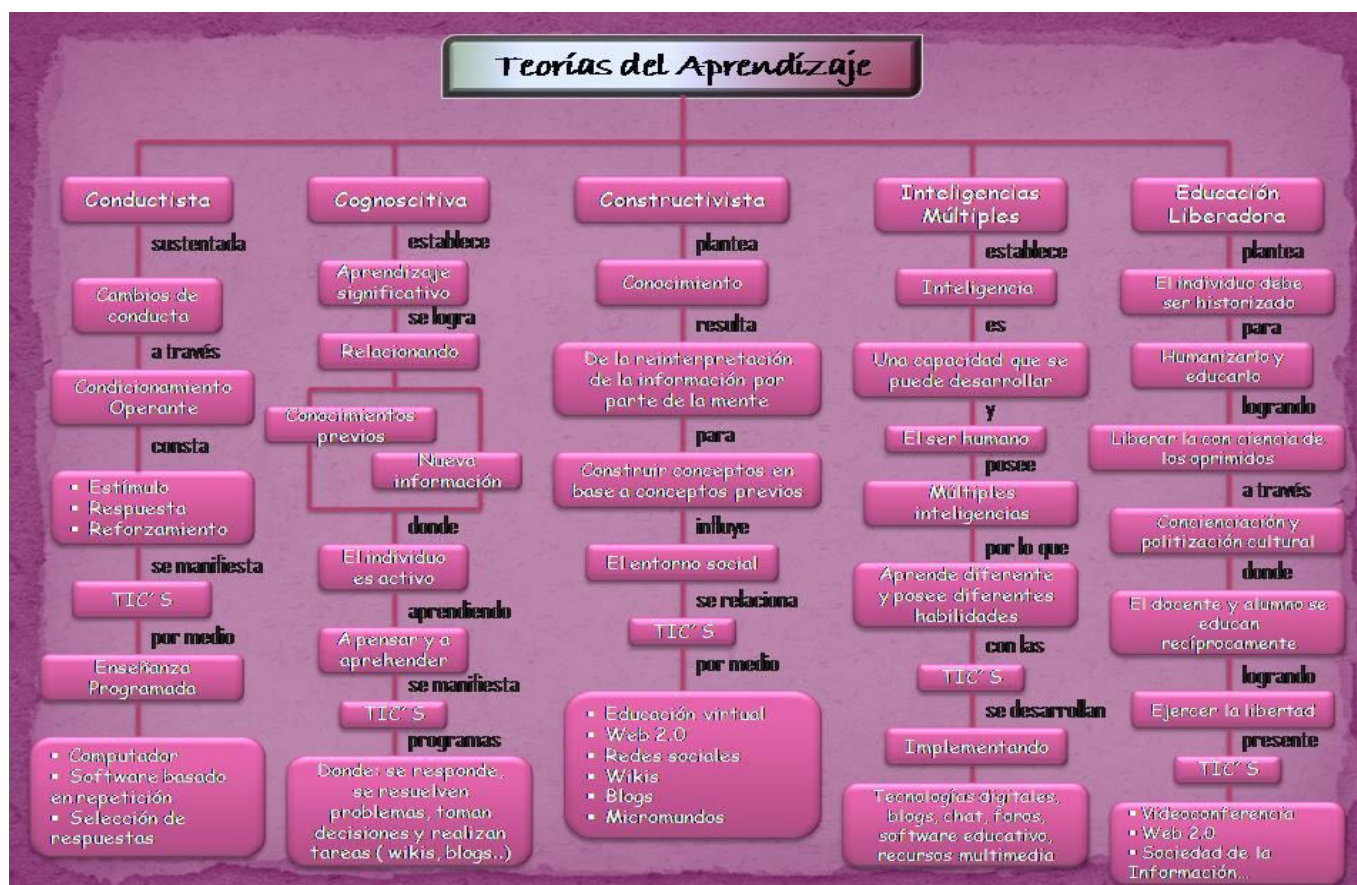 Teorías del Aprendizaje
Conductista
sustentada
Cambios de
conducta
a través
Condicionamiento
Operante
consta
▪ Estímulo
▪ Respuesta
▪ Reforzamiento
se manifiesta
TIC´S
por medio
Enseñanza
Programada
▪ Computador
▪ Software basado
en repetición
▪ Selección de
respuestas
Cognoscitiva
establece
Aprendizaje
significativo
se logra
Relacionando
Conocimientos
previos
Nueva
información
donde
El individuo
es activo
aprendiendo
A pensar y a
aprehender
se manifiesta
TIC´S
programas
Donde: se responde,
se resuelven
problemas, toman
decisiones y realizan
tareas ( wikis, blogs..)
Constructivista
plantea
Conocimiento
resulta
De la reinterpretación
de la información por
parte de la mente
para
Construir conceptos en
base a conceptos previos
influye
El entorno social
se relaciona
TIC´S
por medio
▪ Educación virtual
▪ Web 2.0
▪ Redes sociales
▪ Wikis
▪ Blogs
▪ Micromundos
Inteligencias
Múltiples
establece
Inteligencia
es
Una capacidad que se
puede desarrollar
y
El ser humano
posee
Múltiples
inteligencias
por lo que
Aprende diferente
y posee diferentes
habilidades
con las
TIC´S
se desarrollan
Implementando
Tecnologías digitales,
blogs, chat, foros,
software educativo,
recursos multimedia
Educación
Liberadora
plantea
El individuo debe
ser historizado
para
Humanizarlo y
educarlo
logrando
Liberar la con ciencia de
los oprimidos
a través
Concienciación y
politización cultural
donde
El docente y alumno se
educan
recíprocamente
logrando
Ejercer la libertad
presente
TIC´S
▪ Videoconferencia
▪ Web 2.0
▪ Sociedad de la
Información...